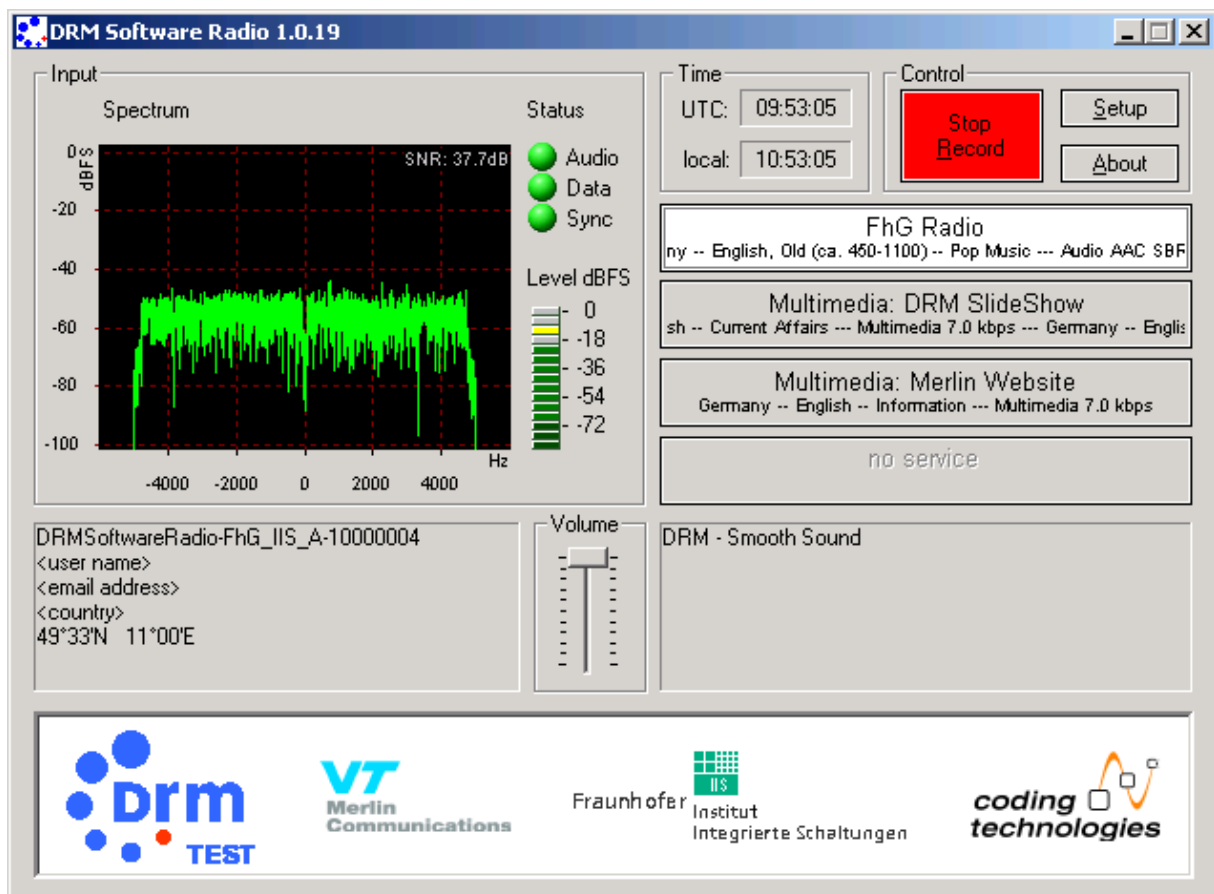 DRM Software Radio 1.0.19
Input
Spectrum
Status
SNR: 37.7dB
dBFS
0
-20
-40
-60
-80
-100
Hz
-4000 -2000 0 2000 4000
Audio
Data
Sync
Level dBFS
0
-18
-36
-54
-72
Time
UTC: 09:53:05
local: 10:53:05
Control
Stop
Record
Setup
About
FhG Radio
ny -- English, Old (ca. 450-1100) -- Pop Music --- Audio AAC SBR
Multimedia: DRM SlideShow
sh -- Current Affairs --- Multimedia 7.0 kbps --- Germany -- Englis
Multimedia: Merlin Website
Germany -- English -- Information --- Multimedia 7.0 kbps
no service
DRMSoftwareRadio-FhG_IIS_A-10000004
<user name>
<email address>
<country>
49°33'N 11°00'E
Volume
DRM - Smooth Sound
Drm
TEST
VT
Merlin
Communications
Fraunhofer
IIS
Institut
Integrierte Schaltungen
coding
technologies